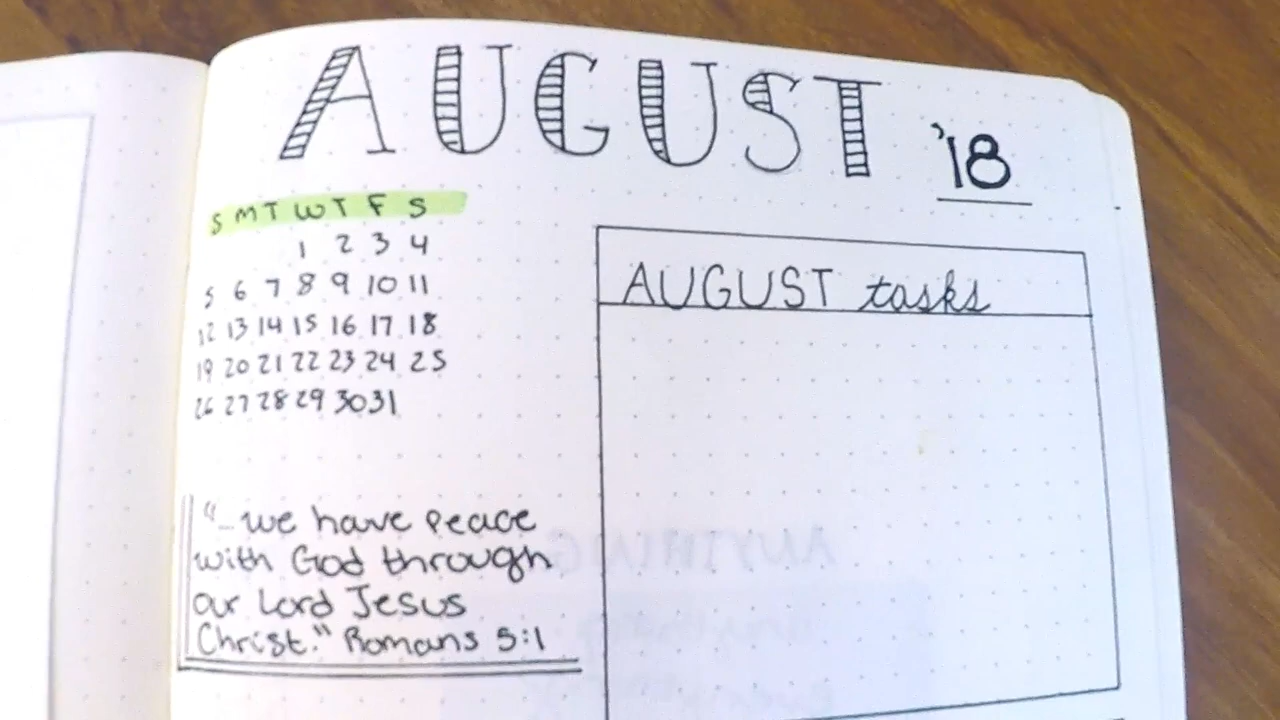 AUGUST '18
S M T W T F S
1 2 3 4
5 6 7 8 9 10 11
12 13 14 15 16 17 18
19 20 21 22 23 24 25
26 27 28 29 30 31
AUGUST tasks
"... we have peace
with God through
our Lord Jesus
Christ." Romans 5:1
ANYTHING